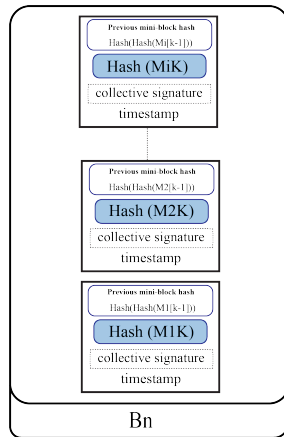 Previous mini-block hash
Hash(Hash(Mi[k-1]))
Hash (MiK)
collective signature
timestamp
Previous mini-block hash
Hash(Hash(M2[k-1]))
Hash (M2K)
collective signature
timestamp
Previous mini-block hash
Hash(Hash(M1[k-1]))
Hash (M1K)
collective signature
timestamp
Bn